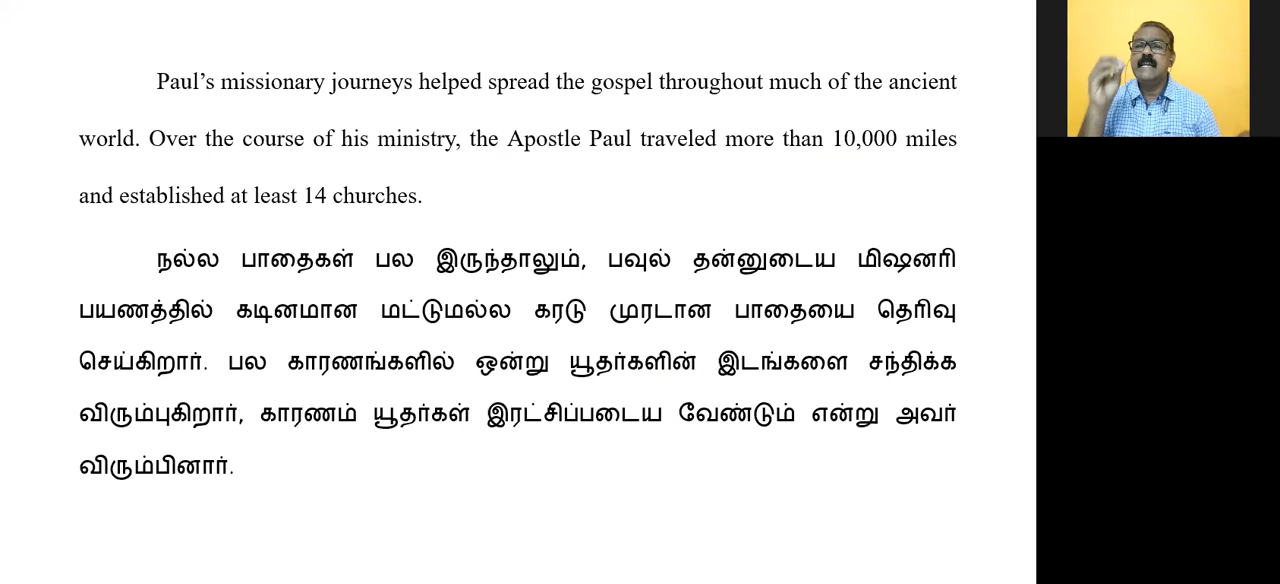 Paul’s missionary journeys helped spread the gospel throughout much of the ancient
world. Over the course of his ministry, the Apostle Paul traveled more than 10,000 miles
and established at least 14 churches.
நல்ல பாதைகள் பல இருந்தாலும், பவுல் தன்னுடைய மிஷனரி
பயணத்தில் கடினமான மட்டுமல்ல கரடு முரடான பாதையை தெரிவு
செய்கிறார். பல காரணங்களில் ஒன்று யூதர்களின் இடங்களை சந்திக்க
விரும்புகிறார், காரணம் யூதர்கள் இரட்சிப்படைய வேண்டும் என்று அவர்
விரும்பினார்.